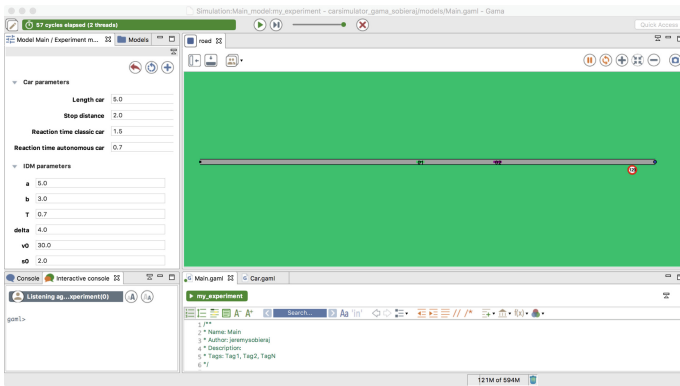 Simulation:Main_model:my_experiment - carsimulator_gama_sobieraj/models/Main.gaml - Gama
57 cycles elapsed (2 threads)
Quick Access
Model Main / Experiment m...
Models
road
Car parameters
Length car 5.0
Stop distance 2.0
Reaction time classic car 1.5
Reaction time autonomous car 0.7
IDM parameters
a 5.0
b 3.0
T 0.7
delta 4.0
v0 30.0
s0 2.0
Console
Interactive console
Main.gaml
Car.gaml
Listening ag...xperiment(0)
gaml>
my_experiment
Search...
1 /**
2 * Name: Main
3 * Author: jeremysobieraj
4 * Description:
5 * Tags: Tag1, Tag2, TagN
6 */
121M of 594M